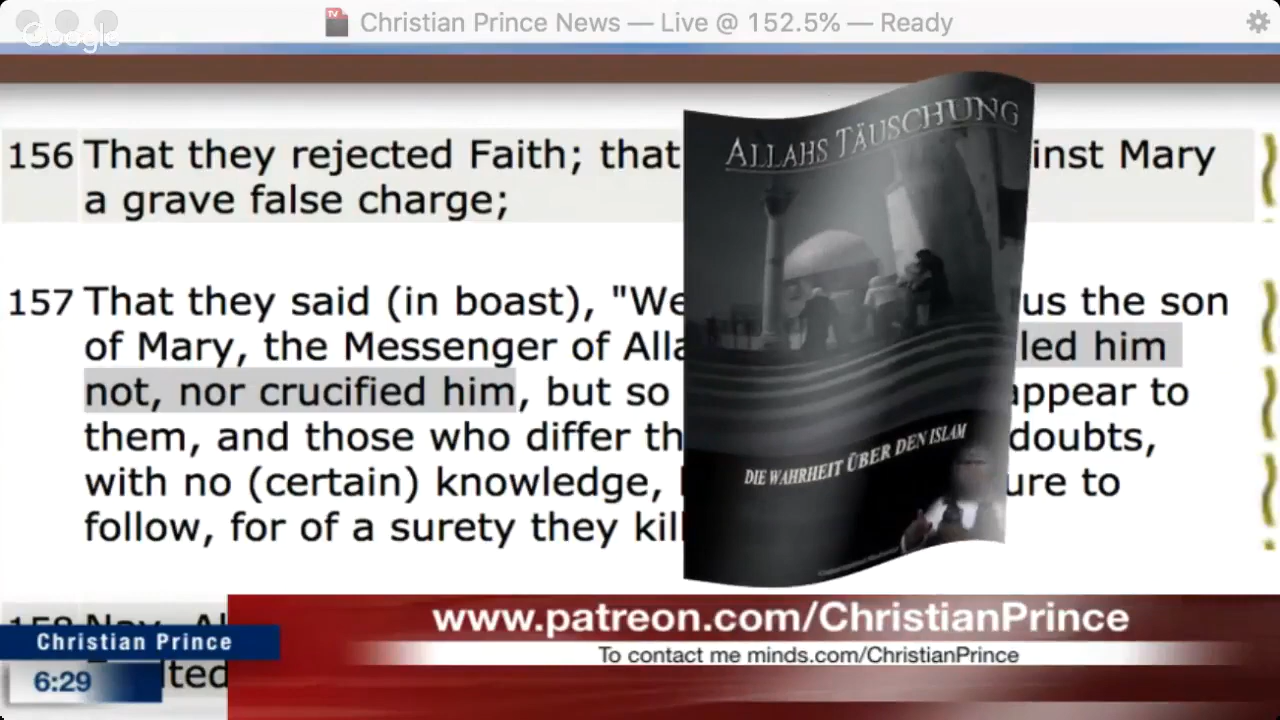 Christian Prince News — Live @ 152.5% — Ready
Google
156 That they rejected Faith; that inst Mary
a grave false charge;
157 That they said (in boast), "We us the son
of Mary, the Messenger of Alla led him
not, nor crucified him, but so appear to
them, and those who differ th doubts,
with no (certain) knowledge, ure to
follow, for of a surety they kil
ALLAHS TÄUSCHUNG
DIE WAHRHEIT ÜBER DEN ISLAM
www.patreon.com/ChristianPrince
To contact me minds.com/ChristianPrince
Christian Prince
6:29